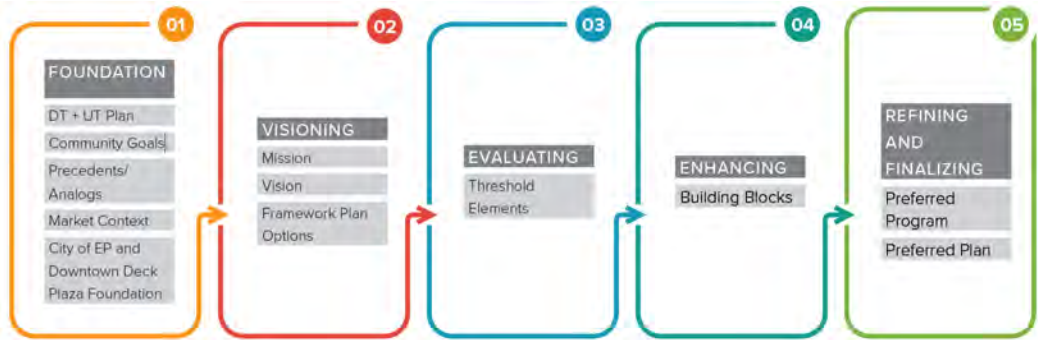 01
FOUNDATION
DT + UT Plan
Community Goals
Precedents/
Analogs
Market Context
City of EP and
Downtown Deck
Plaza Foundation
02
VISIONING
Mission
Vision
Framework Plan
Options
03
EVALUATING
Threshold
Elements
04
ENHANCING
Building Blocks
05
REFINING
AND
FINALIZING
Preferred
Program
Preferred Plan